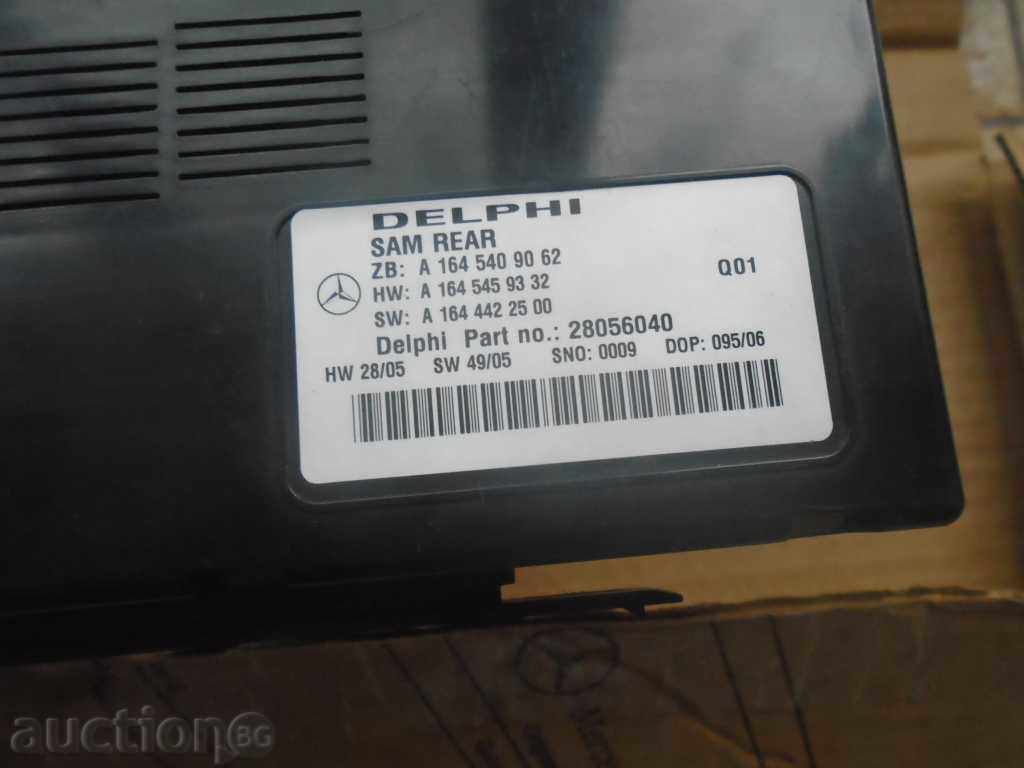 DELPHI
SAM REAR
ZB: A 164 540 90 62
HW: A 164 545 93 32
Q01
SW: A 164 442 25 00
Delphi Part no.: 28056040
HW 28/05 SW 49/05 SNO: 0009 DOP: 095/06
auction BG